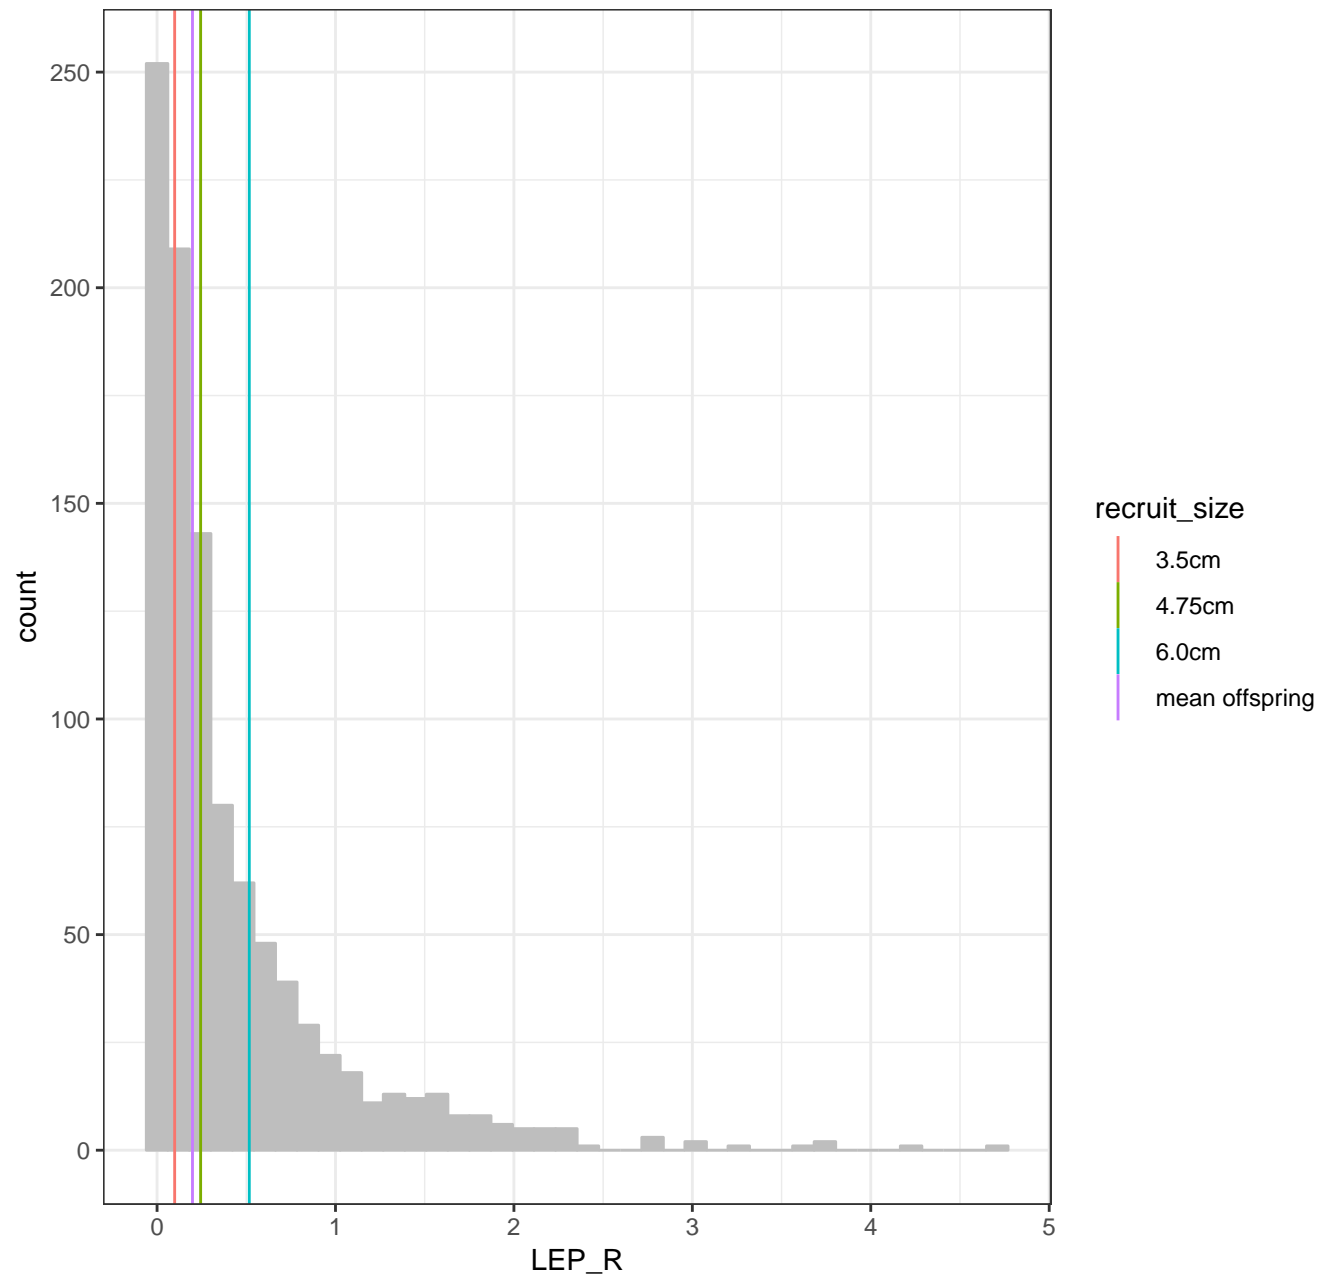 250
200
150
100
50
0
count
0 1 2 3 4 5
LEP_R
recruit_size
3.5cm
4.75cm
6.0cm
mean offspring